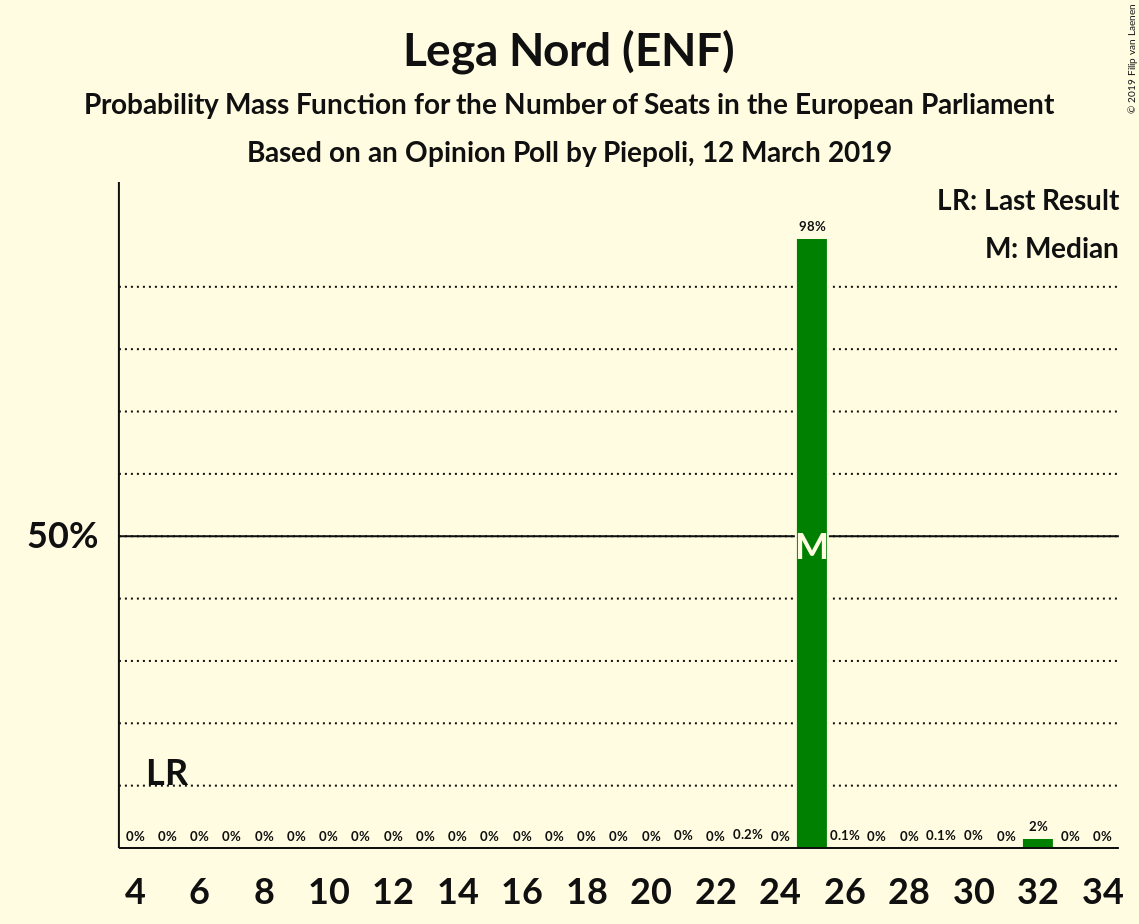 Lega Nord (ENF)
Probability Mass Function for the Number of Seats in the European Parliament
Based on an Opinion Poll by Piepoli, 12 March 2019
© 2019 Filip van Laenen
LR: Last Result
M: Median
98%
50%
M
LR
0% 0% 0% 0% 0% 0% 0% 0% 0% 0% 0% 0% 0% 0% 0% 0% 0% 0% 0% 0.2% 0% 0.1% 0% 0% 0.1% 0% 0% 2% 0% 0%
4 6 8 10 12 14 16 18 20 22 24 26 28 30 32 34